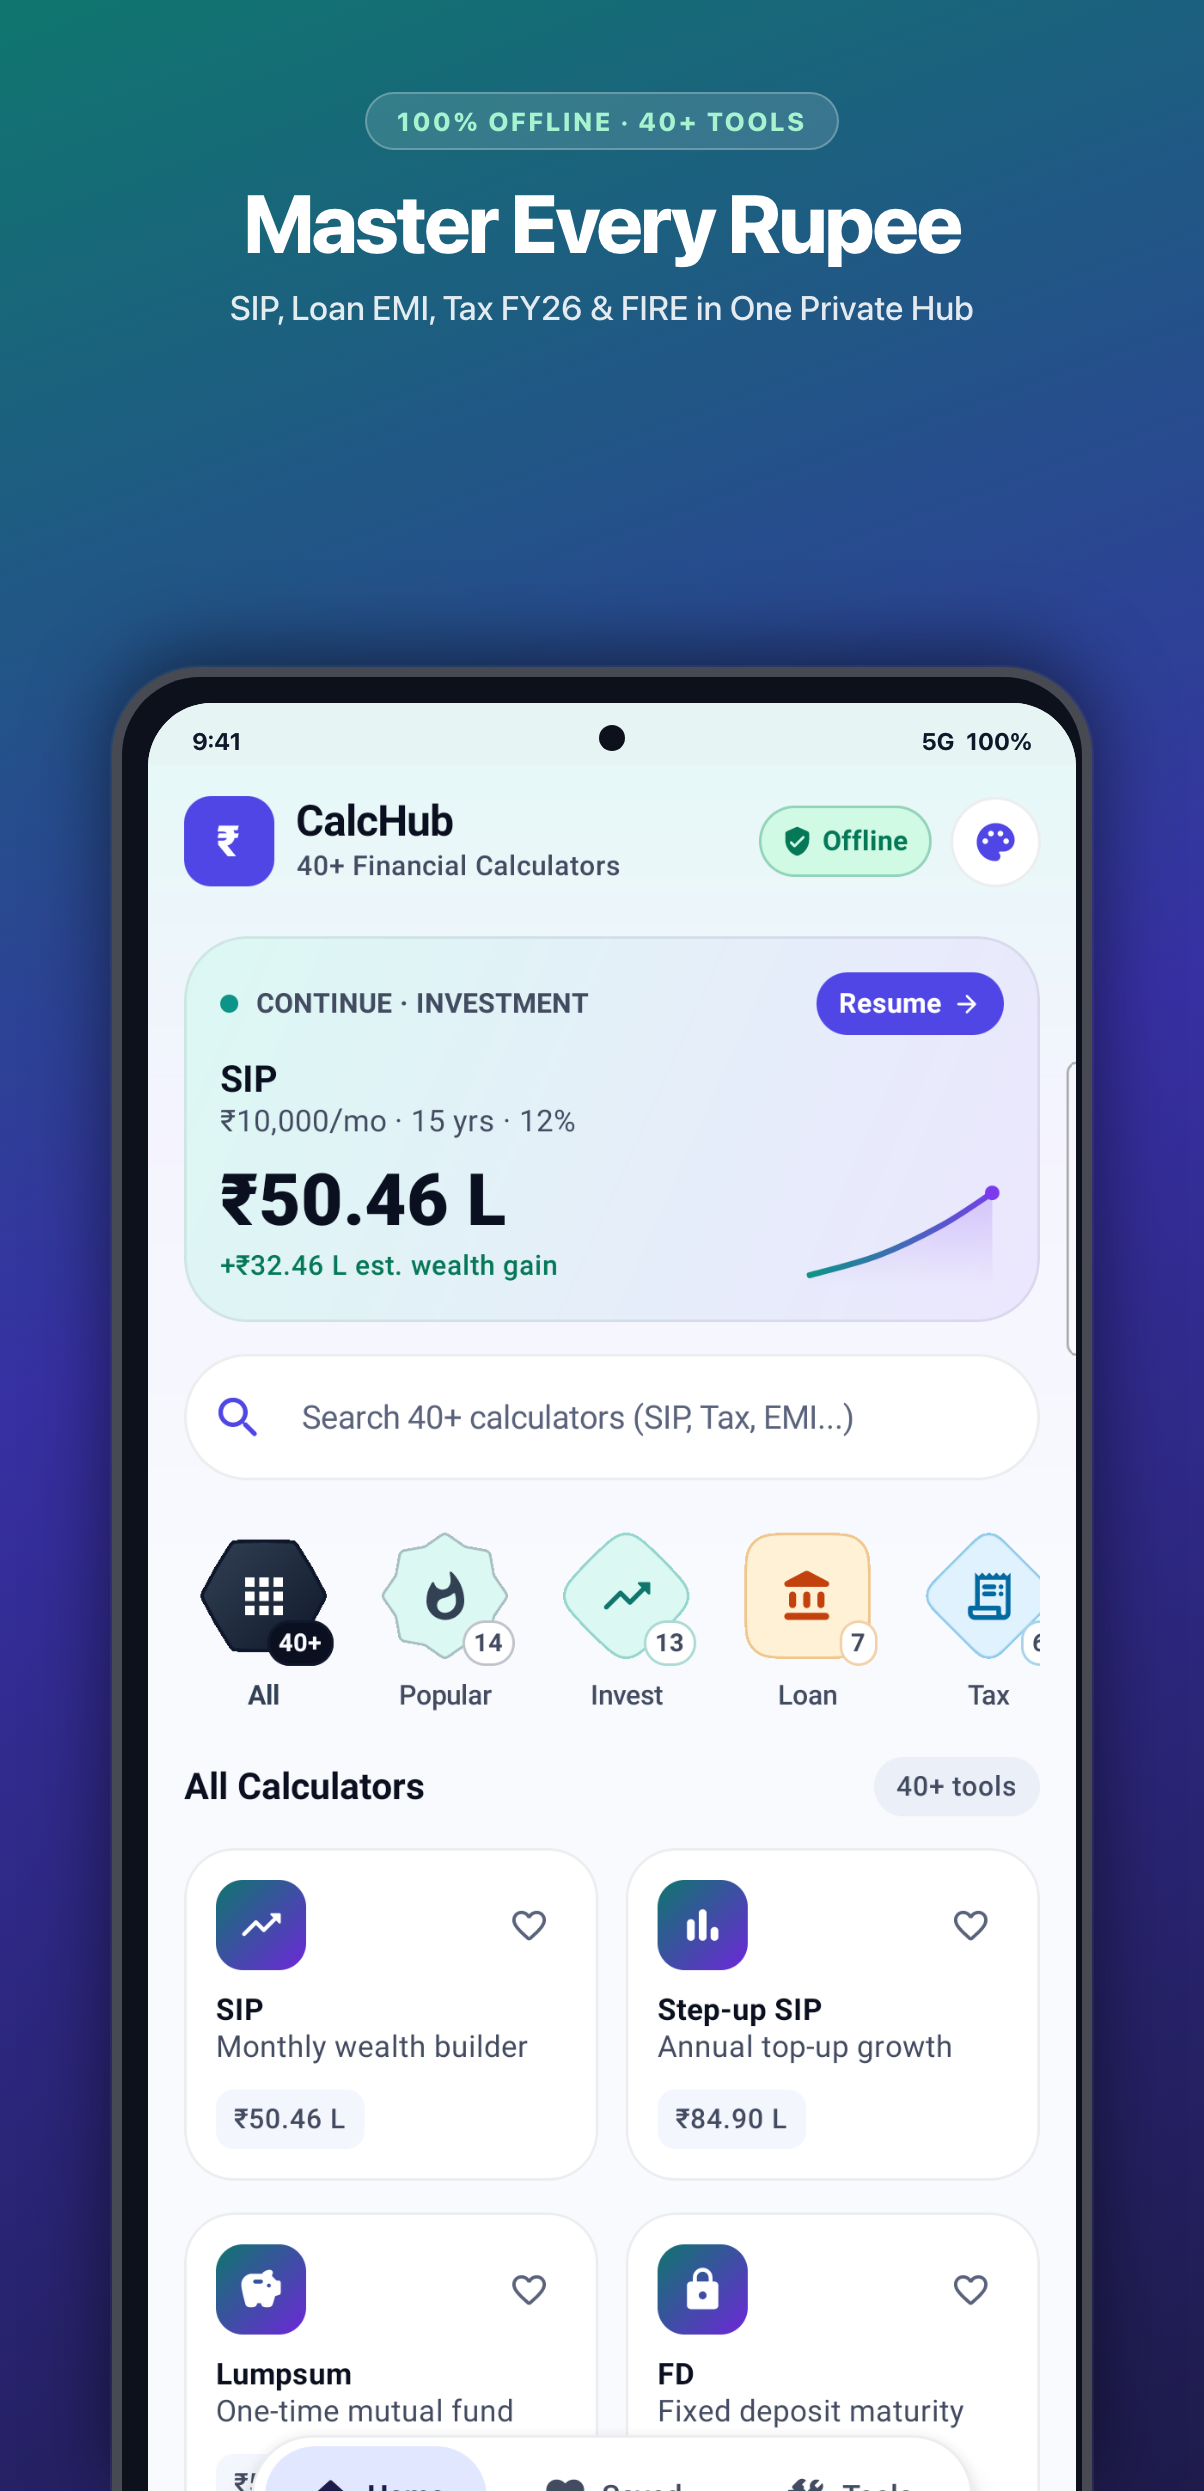 100% OFFLINE · 40+ TOOLS
Master Every Rupee
SIP, Loan EMI, Tax FY26 & FIRE in One Private Hub
9:41
5G 100%
₹
CalcHub
40+ Financial Calculators
Offline
CONTINUE · INVESTMENT
Resume →
SIP
₹10,000/mo · 15 yrs · 12%
₹50.46 L
+₹32.46 L est. wealth gain
Search 40+ calculators (SIP, Tax, EMI...)
40+
14
13
7
All
Popular
Invest
Loan
Tax
All Calculators
40+ tools
SIP
Monthly wealth builder
₹50.46 L
Step-up SIP
Annual top-up growth
₹84.90 L
Lumpsum
One-time mutual fund
FD
Fixed deposit maturity
Home
Saved
Tools